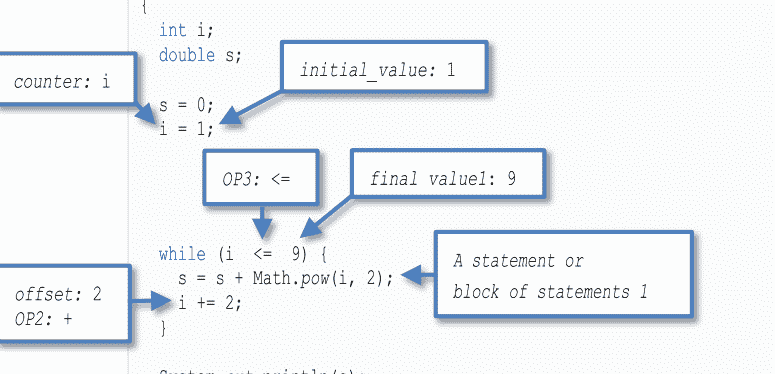 {
int i;
double s;
counter: i
initial_value: 1
s = 0;
i = 1;
OP3: <=
final value1: 9
while (i <= 9) {
s = s + Math.pow(i, 2);
A statement or
block of statements 1
offset: 2
OP2: +
i += 2;
}